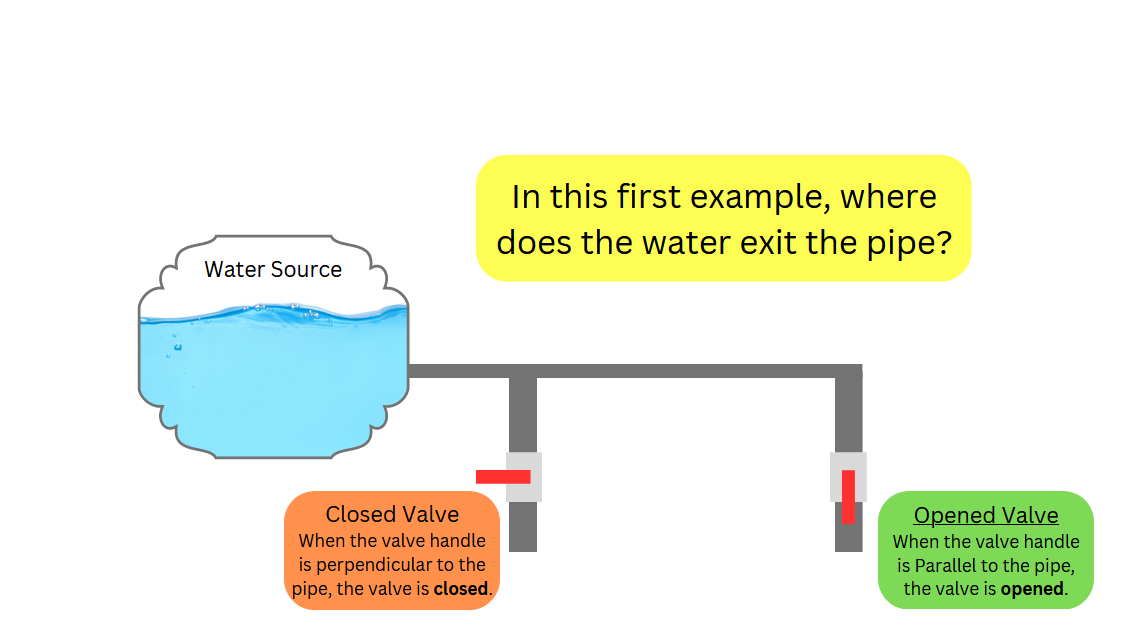 In this first example, where
does the water exit the pipe?
Water Source
Closed Valve
When the valve handle
is perpendicular to the
pipe, the valve is closed.
Opened Valve
When the valve handle
is Parallel to the pipe,
the valve is opened.